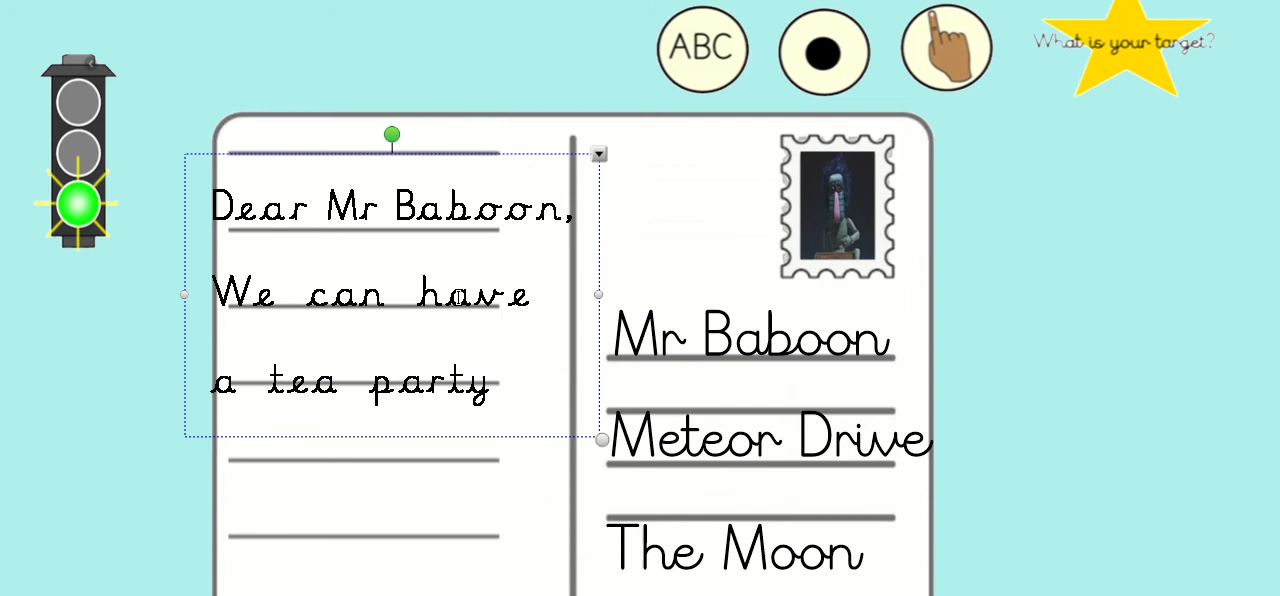 ABC
What is your target?
Dear Mr Baboon,
We can have
a tea party
Mr Baboon
Meteor Drive
The Moon